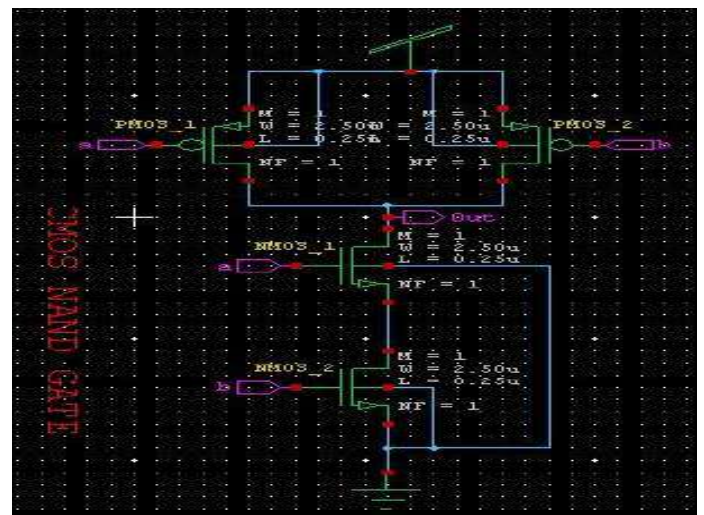 M = 1
M = 1
PMOS_1
W = 2.50u
W = 2.50u
PMOS_2
a
L = 0.25u
L = 0.25u
b
NF = 1
NF = 1
CMOS NAND GATE
Out
NMOS_1
M = 1
W = 2.50u
a
L = 0.25u
NF = 1
NMOS_2
M = 1
W = 2.50u
b
L = 0.25u
NF = 1